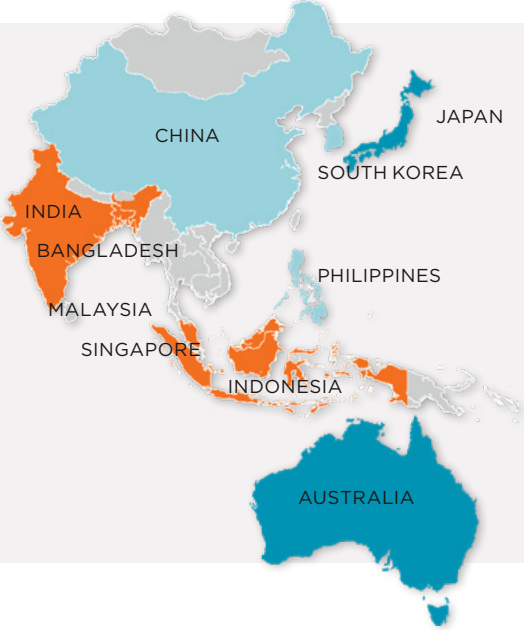 JAPAN
CHINA
SOUTH KOREA
INDIA
BANGLADESH
PHILIPPINES
MALAYSIA
SINGAPORE
INDONESIA
AUSTRALIA